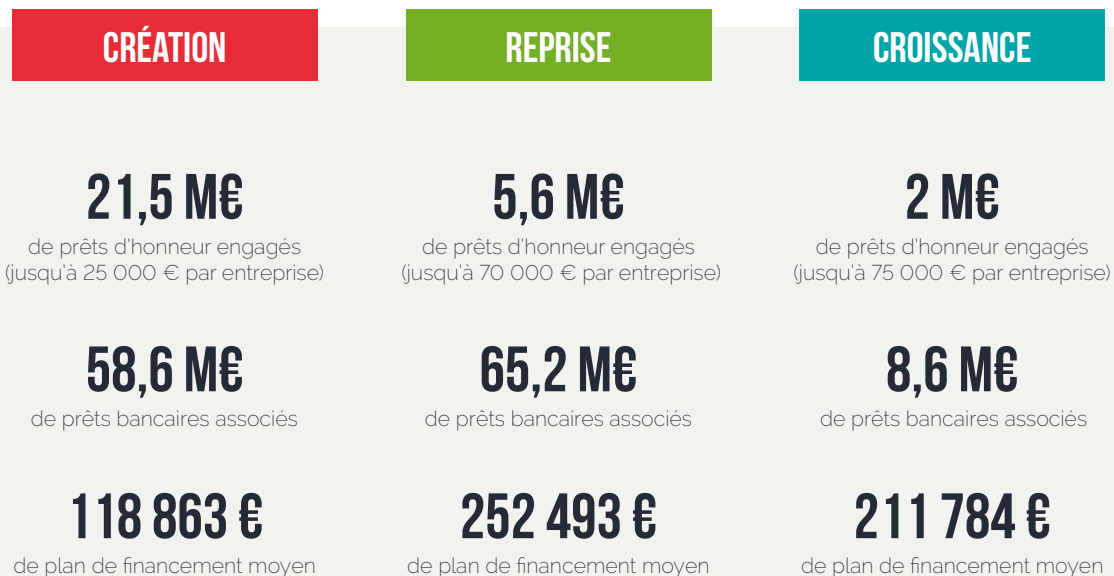 CRÉATION
21,5 M€
de prêts d'honneur engagés
(jusqu'à 25 000 € par entreprise)
58,6 M€
de prêts bancaires associés
118 863 €
de plan de financement moyen
REPRISE
5,6 M€
de prêts d'honneur engagés
(jusqu'à 70 000 € par entreprise)
65,2 M€
de prêts bancaires associés
252 493 €
de plan de financement moyen
CROISSANCE
2 M€
de prêts d'honneur engagés
(jusqu'à 75 000 € par entreprise)
8,6 M€
de prêts bancaires associés
211 784 €
de plan de financement moyen